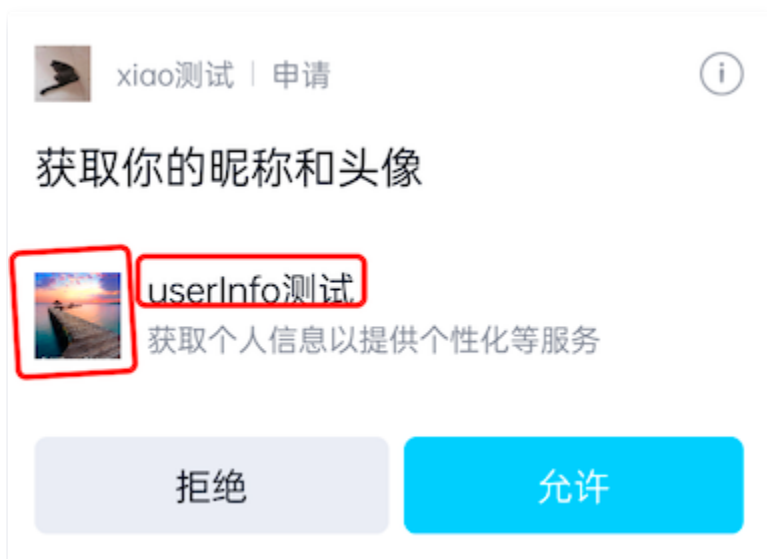 xiao测试 | 申请
获取你的昵称和头像
userInfo测试
获取个人信息以提供个性化等服务
拒绝 允许